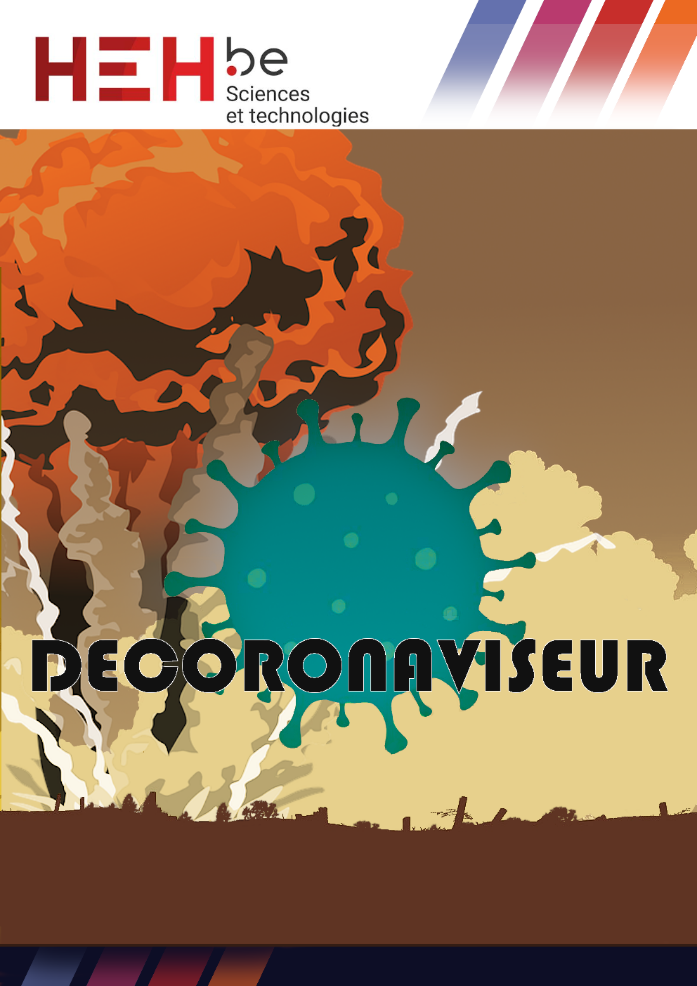 HEH.be
Sciences
et technologies
DECORONAVISEUR